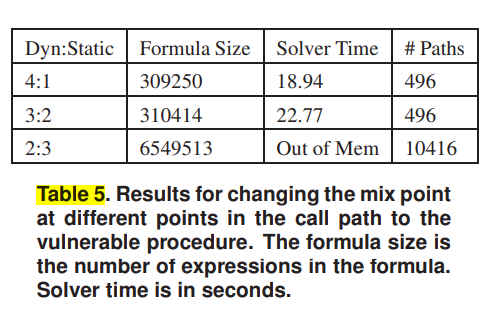 Dyn:Static Formula Size Solver Time # Paths
4:1 309250 18.94 496
3:2 310414 22.77 496
2:3 6549513 Out of Mem 10416
Table 5. Results for changing the mix point
at different points in the call path to the
vulnerable procedure. The formula size is
the number of expressions in the formula.
Solver time is in seconds.